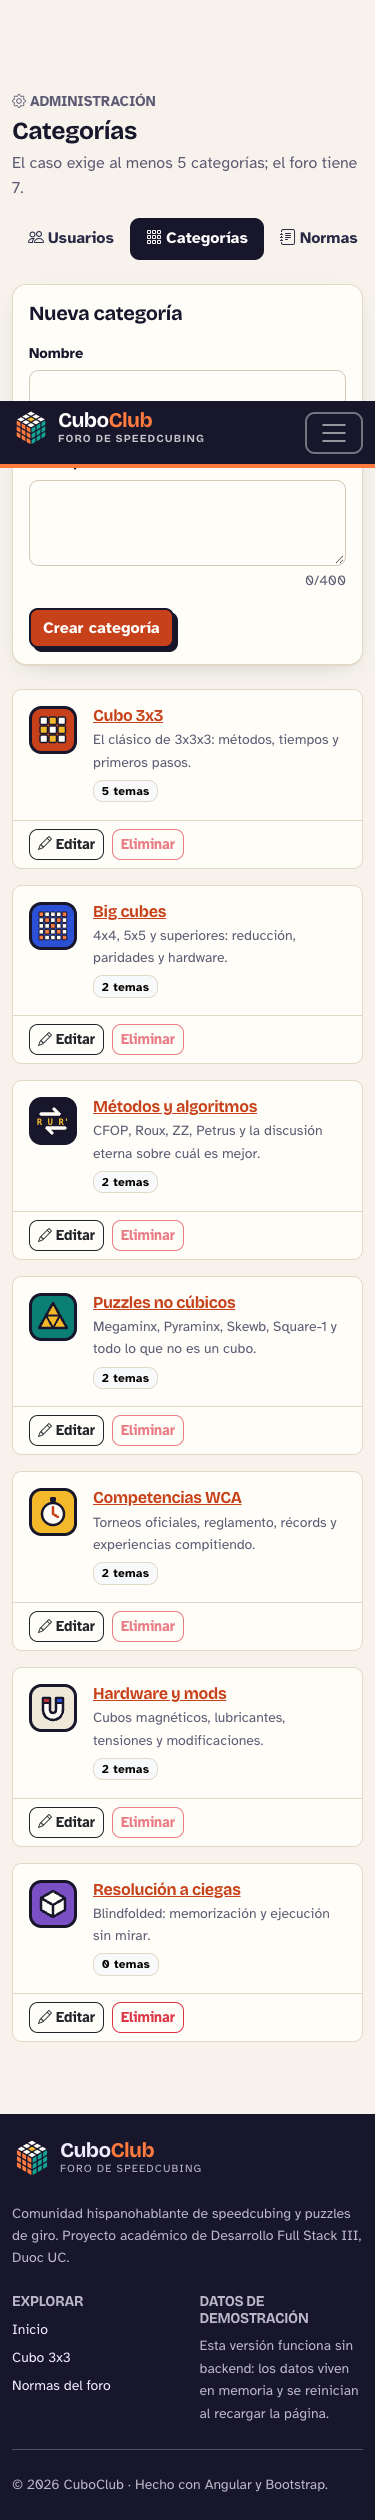 ADMINISTRACIÓN
Categorías
El caso exige al menos 5 categorías; el foro tiene
7.
Usuarios
Categorías
Normas
Nueva categoría
Nombre
CuboClub
FORO DE SPEEDCUBING
0/400
Crear categoría
Cubo 3x3
El clásico de 3x3x3: métodos, tiempos y
primeros pasos.
5 temas
Editar
Eliminar
Big cubes
4x4, 5x5 y superiores: reducción,
paridades y hardware.
2 temas
Editar
Eliminar
R U R'
Métodos y algoritmos
CFOP, Roux, ZZ, Petrus y la discusión
eterna sobre cuál es mejor.
2 temas
Editar
Eliminar
Puzzles no cúbicos
Megaminx, Pyraminx, Skewb, Square-1 y
todo lo que no es un cubo.
2 temas
Editar
Eliminar
Competencias WCA
Torneos oficiales, reglamento, récords y
experiencias compitiendo.
2 temas
Editar
Eliminar
Hardware y mods
Cubos magnéticos, lubricantes,
tensiones y modificaciones.
2 temas
Editar
Eliminar
Resolución a ciegas
Blindfolded: memorización y ejecución
sin mirar.
0 temas
Editar
Eliminar
CuboClub
FORO DE SPEEDCUBING
Comunidad hispanohablante de speedcubing y puzzles
de giro. Proyecto académico de Desarrollo Full Stack III,
Duoc UC.
EXPLORAR
Inicio
Cubo 3x3
Normas del foro
DATOS DE
DEMOSTRACIÓN
Esta versión funciona sin
backend: los datos viven
en memoria y se reinician
al recargar la página.
© 2026 CuboClub · Hecho con Angular y Bootstrap.